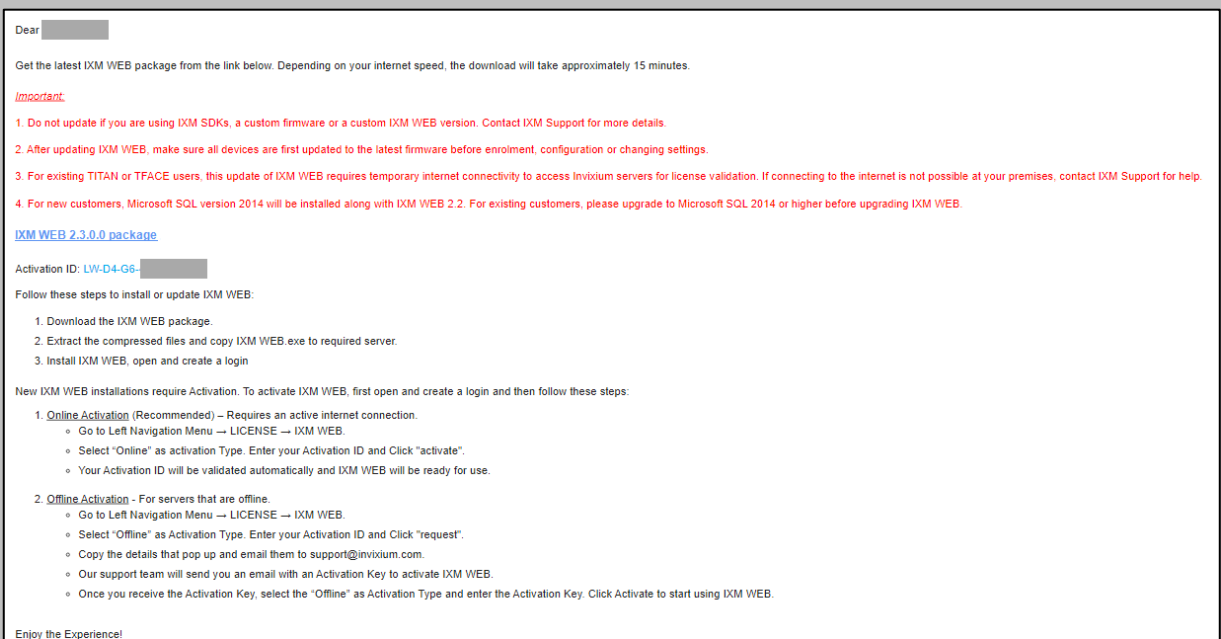 Dear
Get the latest IXM WEB package from the link below. Depending on your internet speed, the download will take approximately 15 minutes.
Important:
1. Do not update if you are using IXM SDKs, a custom firmware or a custom IXM WEB version. Contact IXM Support for more details.
2. After updating IXM WEB, make sure all devices are first updated to the latest firmware before enrolment, configuration or changing settings.
3. For existing TITAN or TFACE users, this update of IXM WEB requires temporary internet connectivity to access Invixium servers for license validation. If connecting to the internet is not possible at your premises, contact IXM Support for help.
4. For new customers, Microsoft SQL version 2014 will be installed along with IXM WEB 2.2. For existing customers, please upgrade to Microsoft SQL 2014 or higher before upgrading IXM WEB.
IXM WEB 2.3.0.0 package
Activation ID: LW-D4-G6-
Follow these steps to install or update IXM WEB:
1. Download the IXM WEB package.
2. Extract the compressed files and copy IXM WEB.exe to required server.
3. Install IXM WEB, open and create a login
New IXM WEB installations require Activation. To activate IXM WEB, first open and create a login and then follow these steps:
1. Online Activation (Recommended) – Requires an active internet connection.
◦ Go to Left Navigation Menu → LICENSE → IXM WEB.
◦ Select "Online" as activation Type. Enter your Activation ID and Click "activate".
◦ Your Activation ID will be validated automatically and IXM WEB will be ready for use.
2. Offline Activation - For servers that are offline.
◦ Go to Left Navigation Menu → LICENSE → IXM WEB.
◦ Select "Offline" as Activation Type. Enter your Activation ID and Click "request".
◦ Copy the details that pop up and email them to support@invixium.com.
◦ Our support team will send you an email with an Activation Key to activate IXM WEB.
◦ Once you receive the Activation Key, select the "Offline" as Activation Type and enter the Activation Key. Click Activate to start using IXM WEB.
Enjoy the Experience!